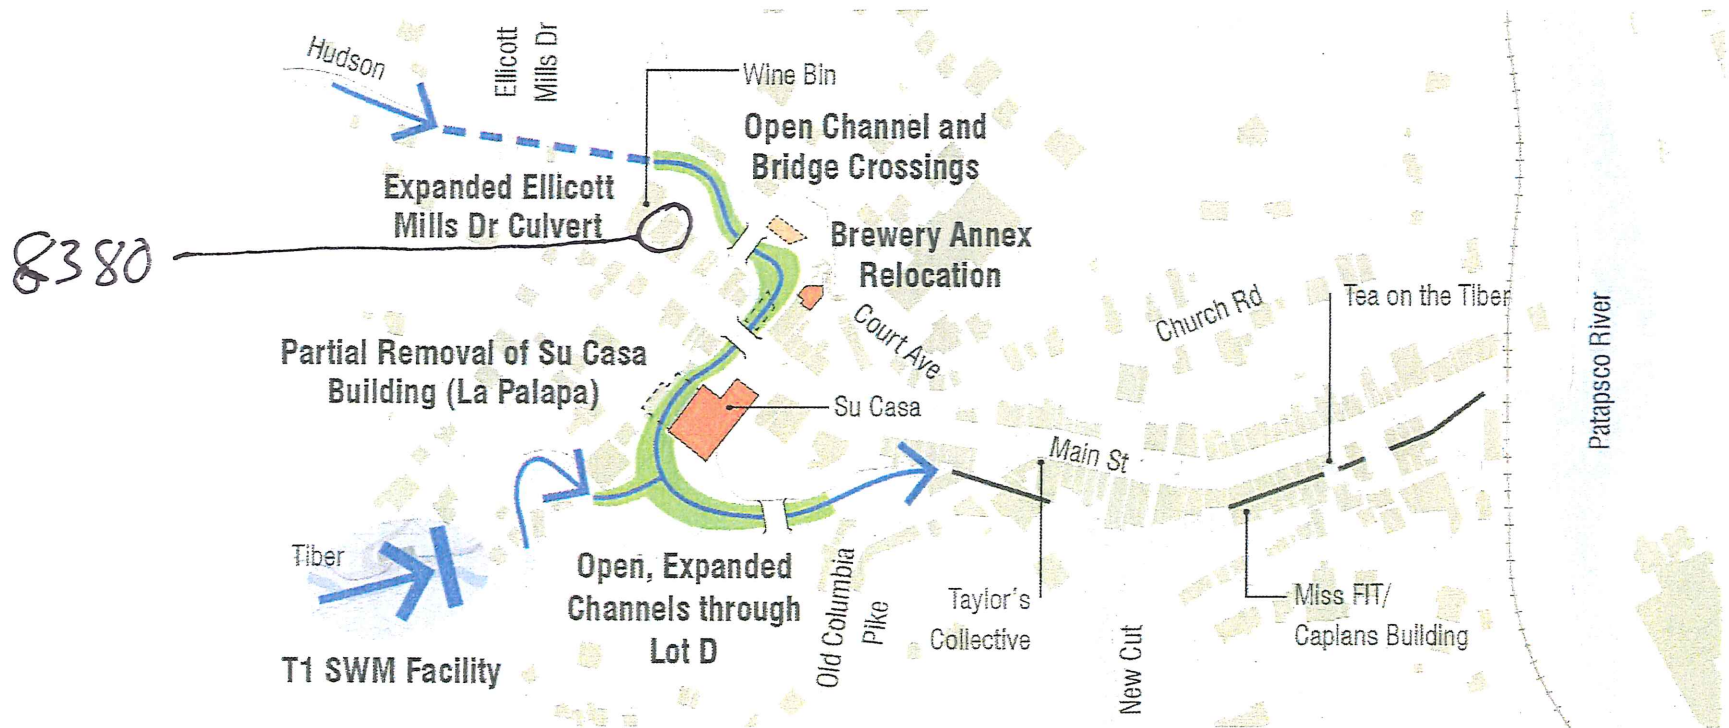 Hudson
Ellicott
Mills Dr
Wine Bin
Open Channel and
Bridge Crossings
Expanded Ellicott
Mills Dr Culvert
8380
Brewery Annex
Relocation
Court Ave
Church Rd
Tea on the Tiber
Patapsco River
Partial Removal of Su Casa
Building (La Palapa)
Su Casa
Main St
Tiber
T1 SWM Facility
Open, Expanded
Channels through
Lot D
Old Columbia
Pike
Taylor's
Collective
New Cut
Miss FIT/
Caplans Building